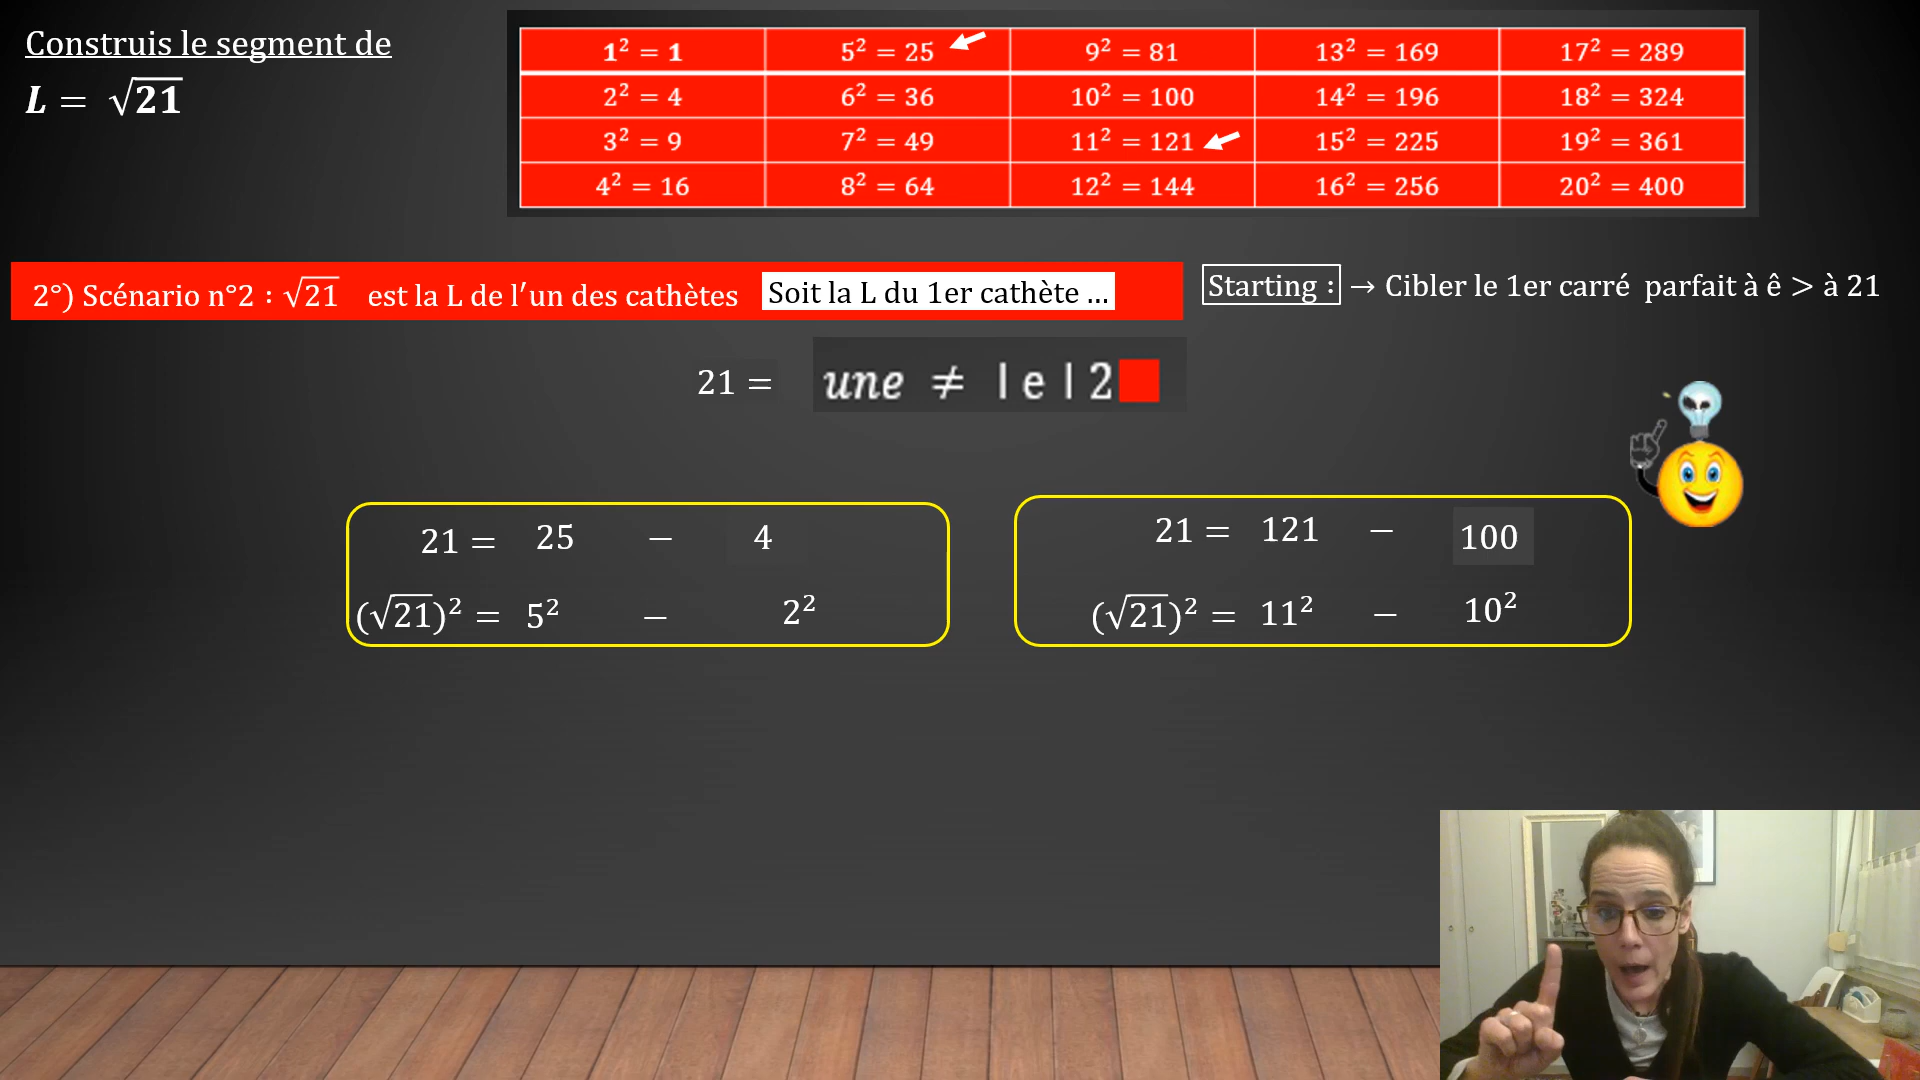 Construis le segment de
L = √21
1² = 1 5² = 25 9² = 81 13² = 169 17² = 289
2² = 4 6² = 36 10² = 100 14² = 196 18² = 324
3² = 9 7² = 49 11² = 121 15² = 225 19² = 361
4² = 16 8² = 64 12² = 144 16² = 256 20² = 400
2°) Scénario n°2 : √21 est la L de l'un des cathètes Soit la L du 1er cathète ...
Starting : → Cibler le 1er carré parfait à ê > à 21
21 = une ≠ | e | 2
21 = 25 − 4
(√21)² = 5² − 2²
21 = 121 − 100
(√21)² = 11² − 10²